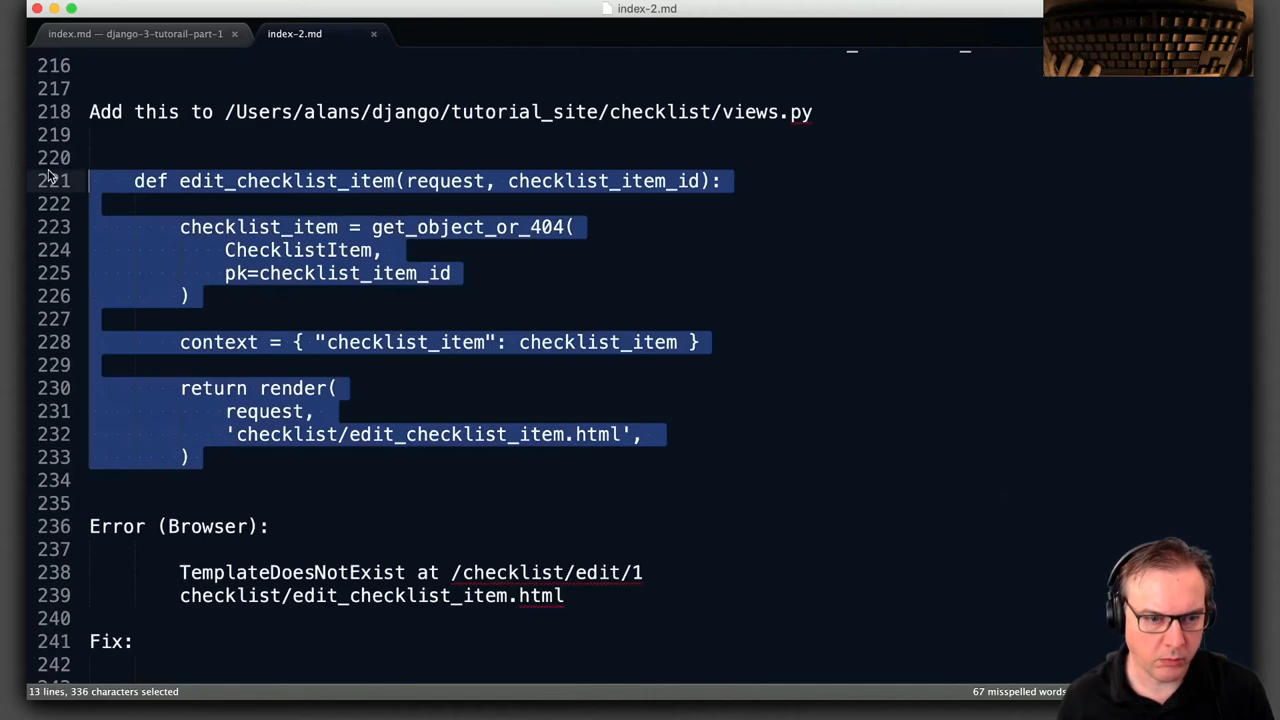 index-2.md
index.md — django-3-tutorail-part-1 ×
index-2.md ×
216
217
218 Add this to /Users/alans/django/tutorial_site/checklist/views.py
219
220
221 def edit_checklist_item(request, checklist_item_id):
222
223 checklist_item = get_object_or_404(
224 ChecklistItem,
225 pk=checklist_item_id
226 )
227
228 context = { "checklist_item": checklist_item }
229
230 return render(
231 request,
232 'checklist/edit_checklist_item.html',
233 )
234
235
236 Error (Browser):
237
238 TemplateDoesNotExist at /checklist/edit/1
239 checklist/edit_checklist_item.html
240
241 Fix:
242
13 lines, 336 characters selected
67 misspelled words